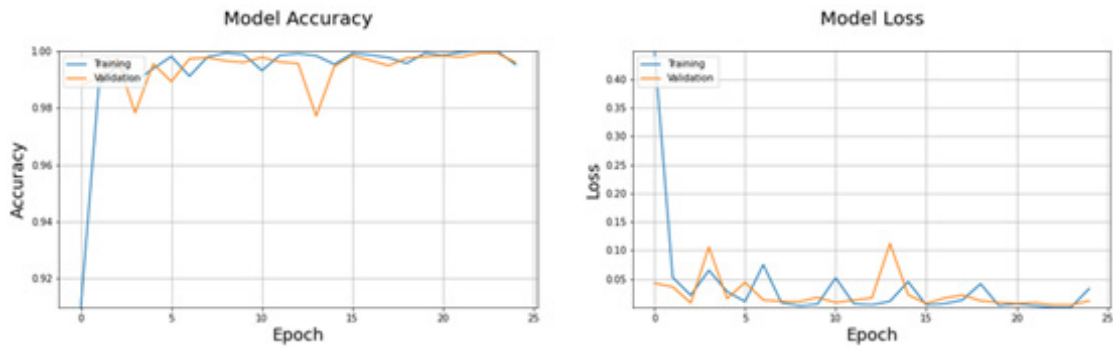 Model Accuracy
1.00
0.98
0.96
0.94
0.92
Accuracy
Training
Validation
0
5
10
15
20
25
Epoch
Model Loss
0.40
0.35
0.30
0.25
0.20
0.15
0.10
0.05
Loss
Training
Validation
0
5
10
15
20
25
Epoch